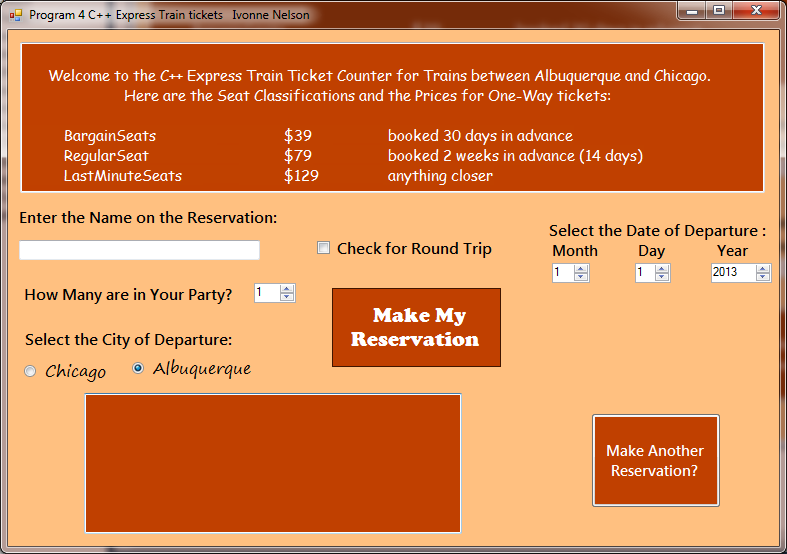 Program 4 C++ Express Train tickets Ivonne Nelson
Welcome to the C++ Express Train Ticket Counter for Trains between Albuquerque and Chicago.
Here are the Seat Classifications and the Prices for One-Way tickets:
BargainSeats $39 booked 30 days in advance
RegularSeat $79 booked 2 weeks in advance (14 days)
LastMinuteSeats $129 anything closer
Enter the Name on the Reservation:
Check for Round Trip
Select the Date of Departure :
Month Day Year
1 1 2013
How Many are in Your Party? 1
Make My
Reservation
Select the City of Departure:
Chicago Albuquerque
Make Another
Reservation?